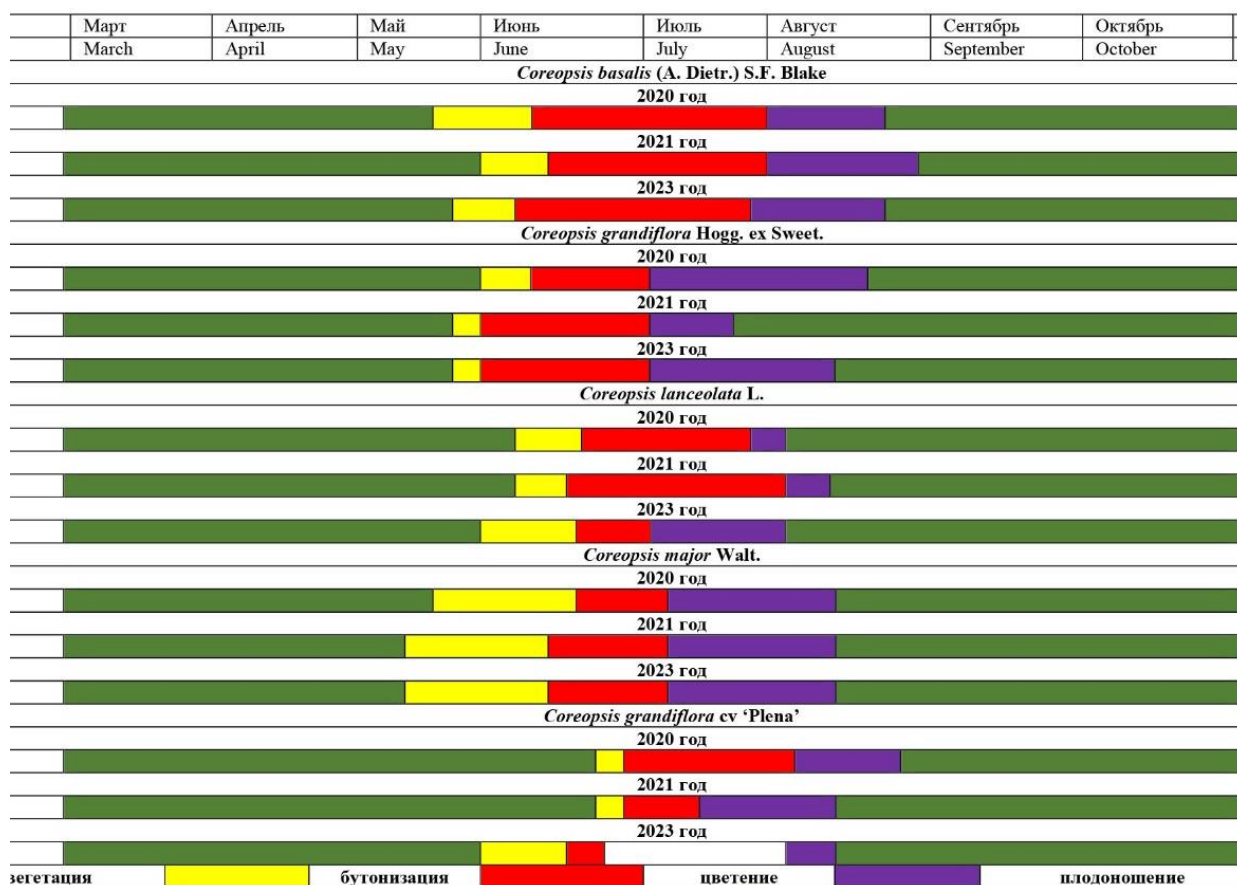 Март Апрель Май Июнь Июль Август Сентябрь Октябрь
March April May June July August September October
Coreopsis basalis (A. Dietr.) S.F. Blake
2020 год
2021 год
2023 год
Coreopsis grandiflora Hogg. ex Sweet.
2020 год
2021 год
2023 год
Coreopsis lanceolata L.
2020 год
2021 год
2023 год
Coreopsis major Walt.
2020 год
2021 год
2023 год
Coreopsis grandiflora cv ‘Plena’
2020 год
2021 год
2023 год
вегетация бутонизация цветение плодоношение